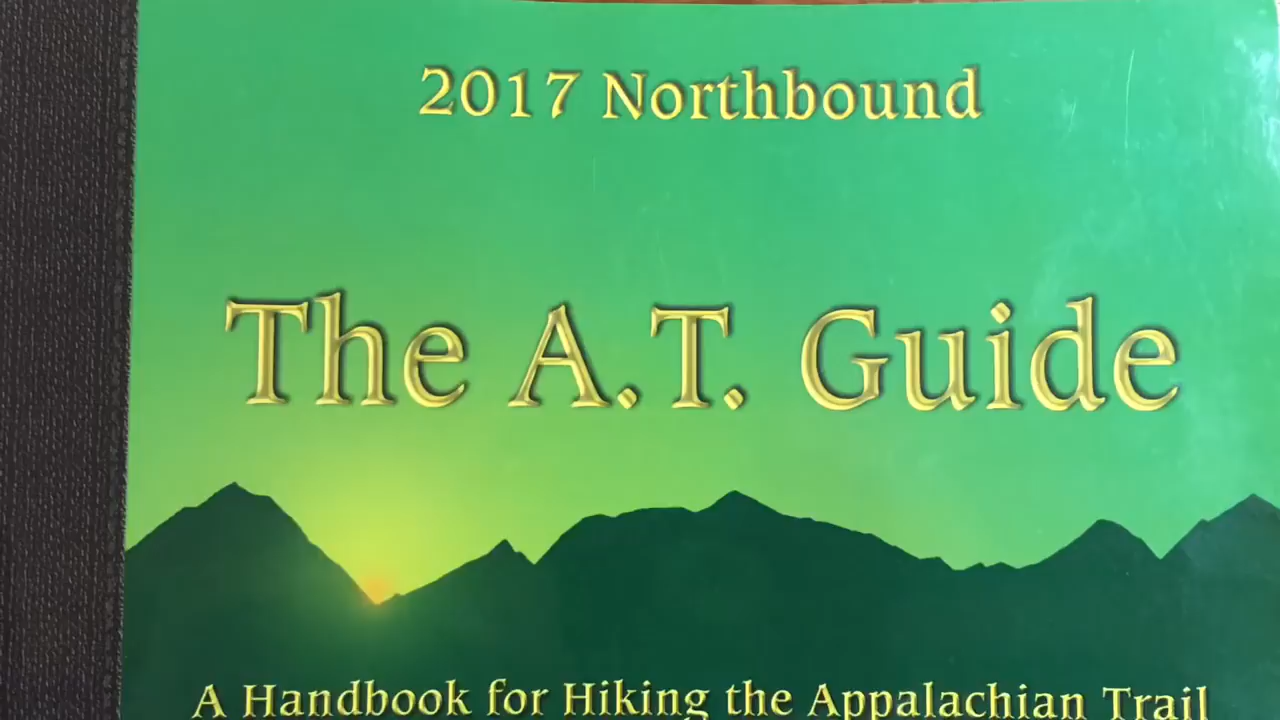 2017 Northbound
The A.T. Guide
A Handbook for Hiking the Appalachian Trail